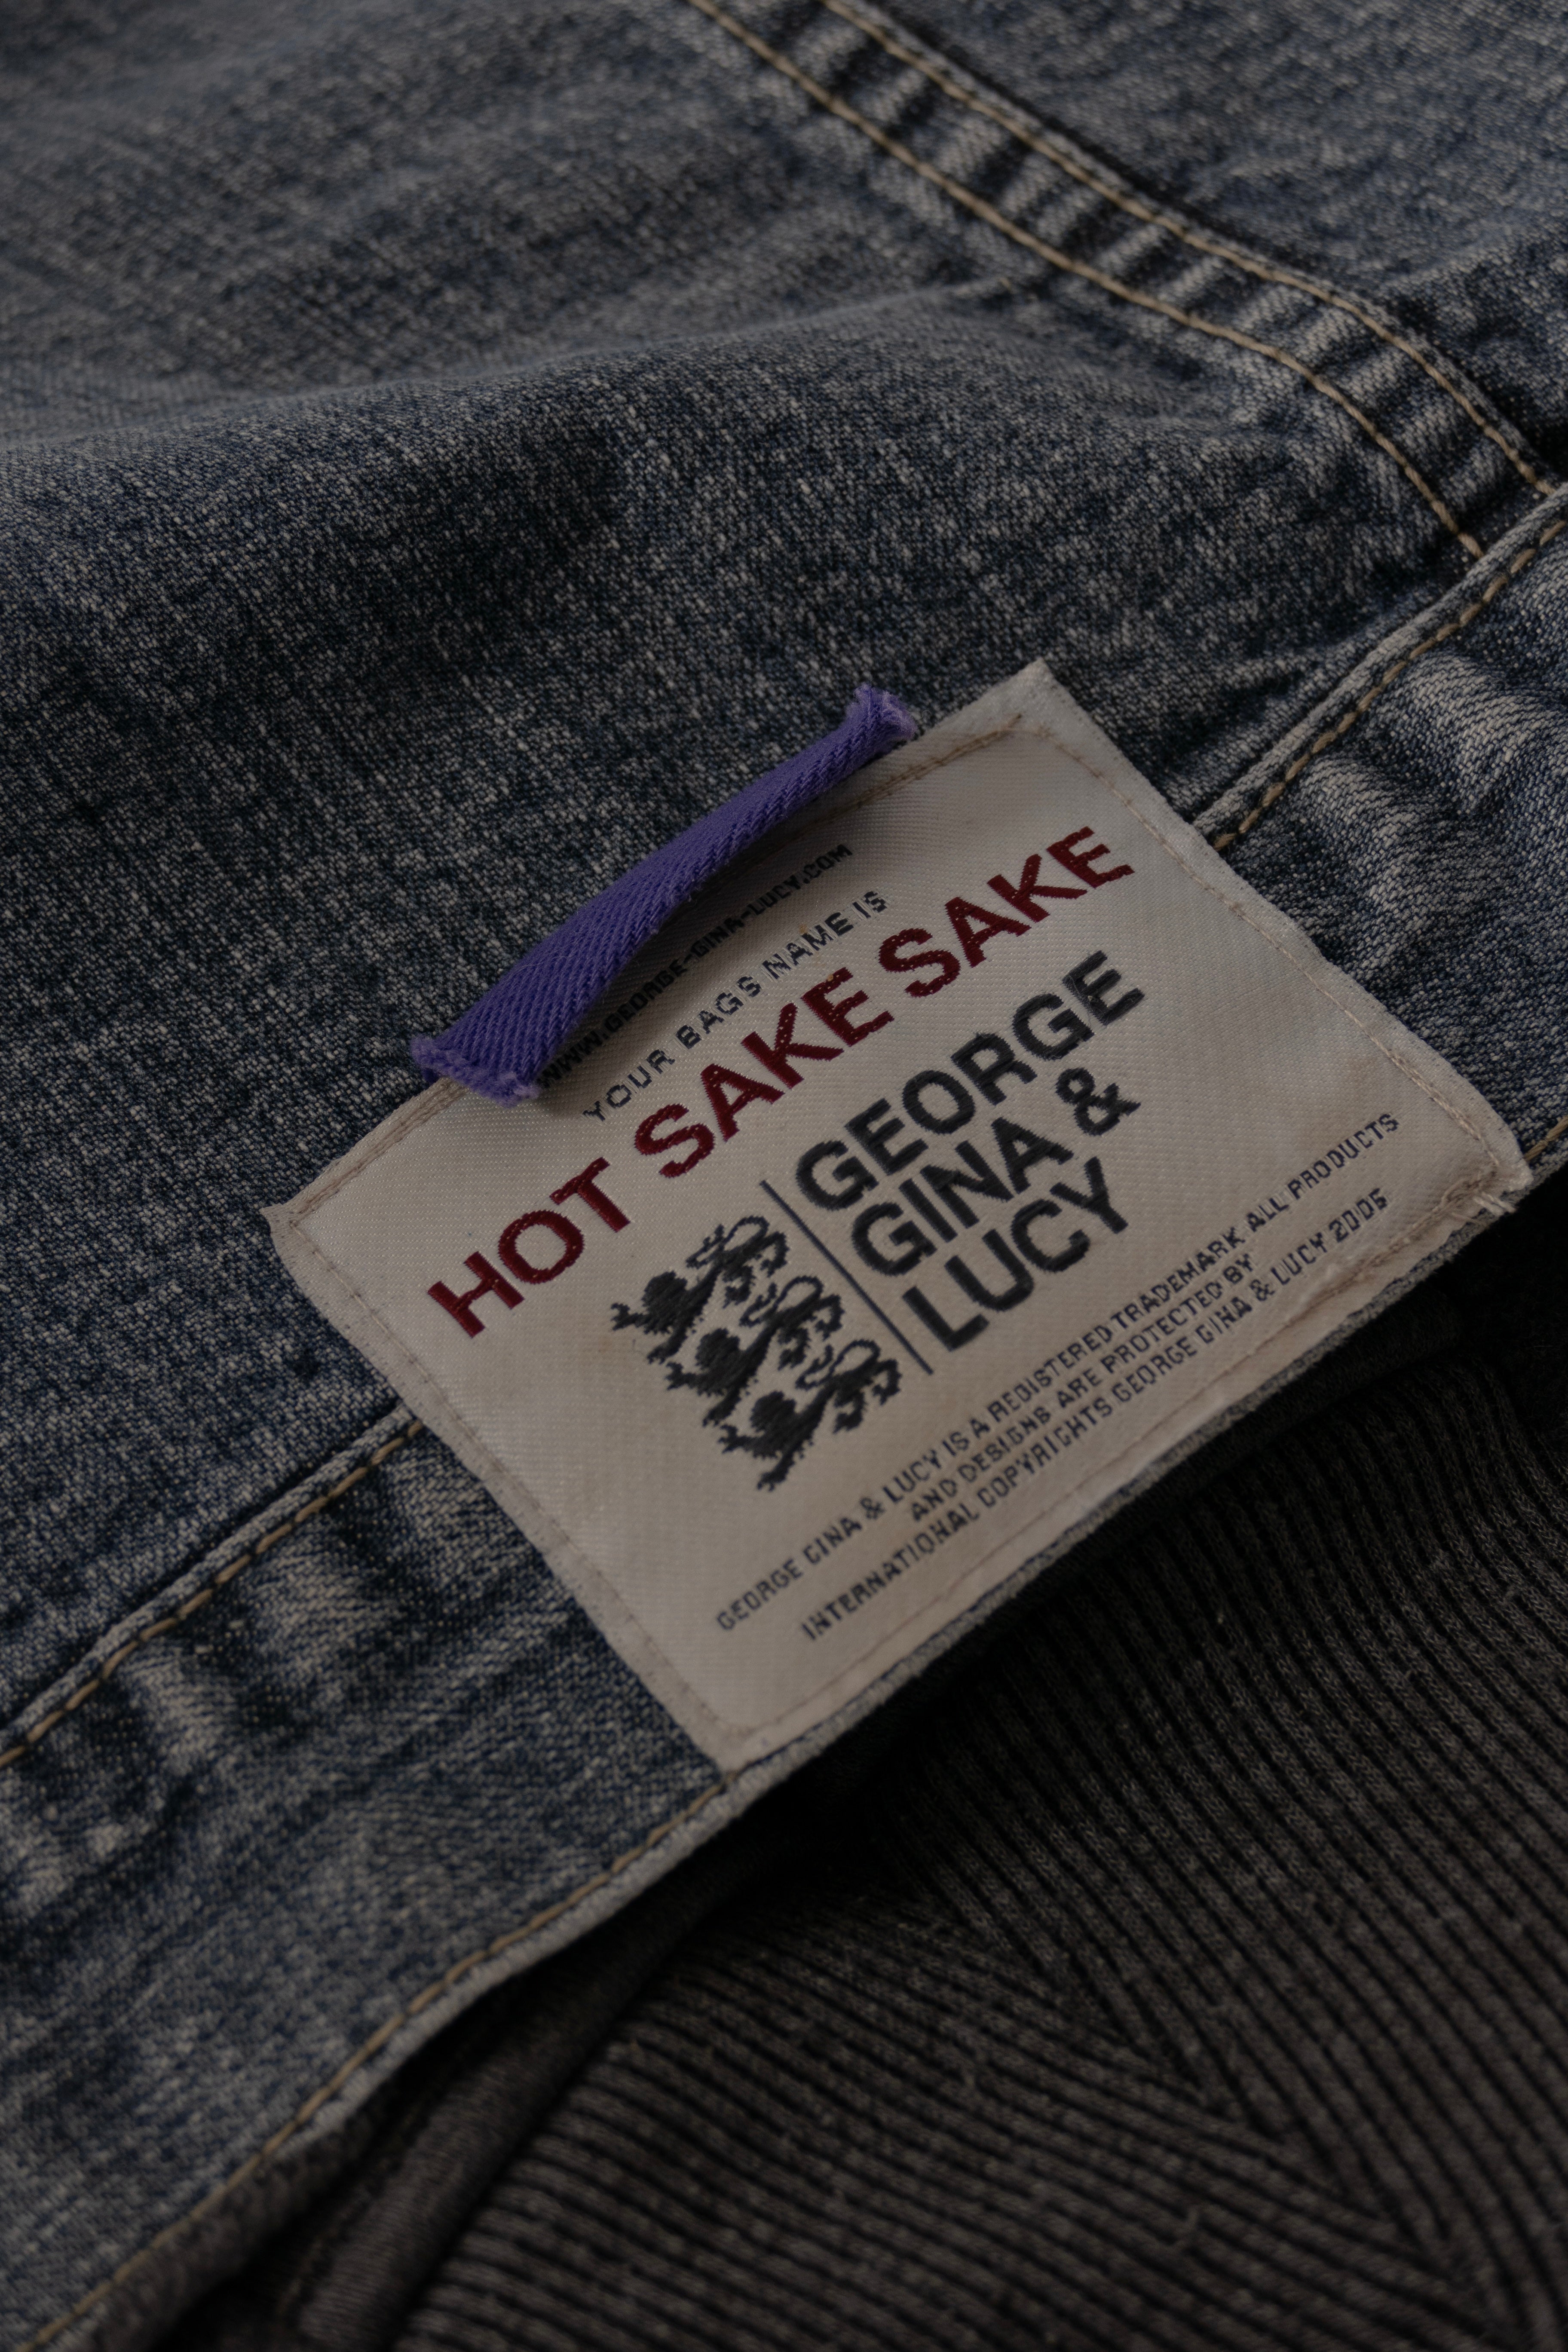 WWW.GEORGE-GINA-LUCY.COM
YOUR BAGS NAME IS
HOT SAKE SAKE
GEORGE
GINA &
LUCY
GEORGE GINA & LUCY IS A REGISTERED TRADEMARK ALL PRODUCTS
AND DESIGNS ARE PROTECTED BY
INTERNATIONAL COPYRIGHTS GEORGE GINA & LUCY 2006